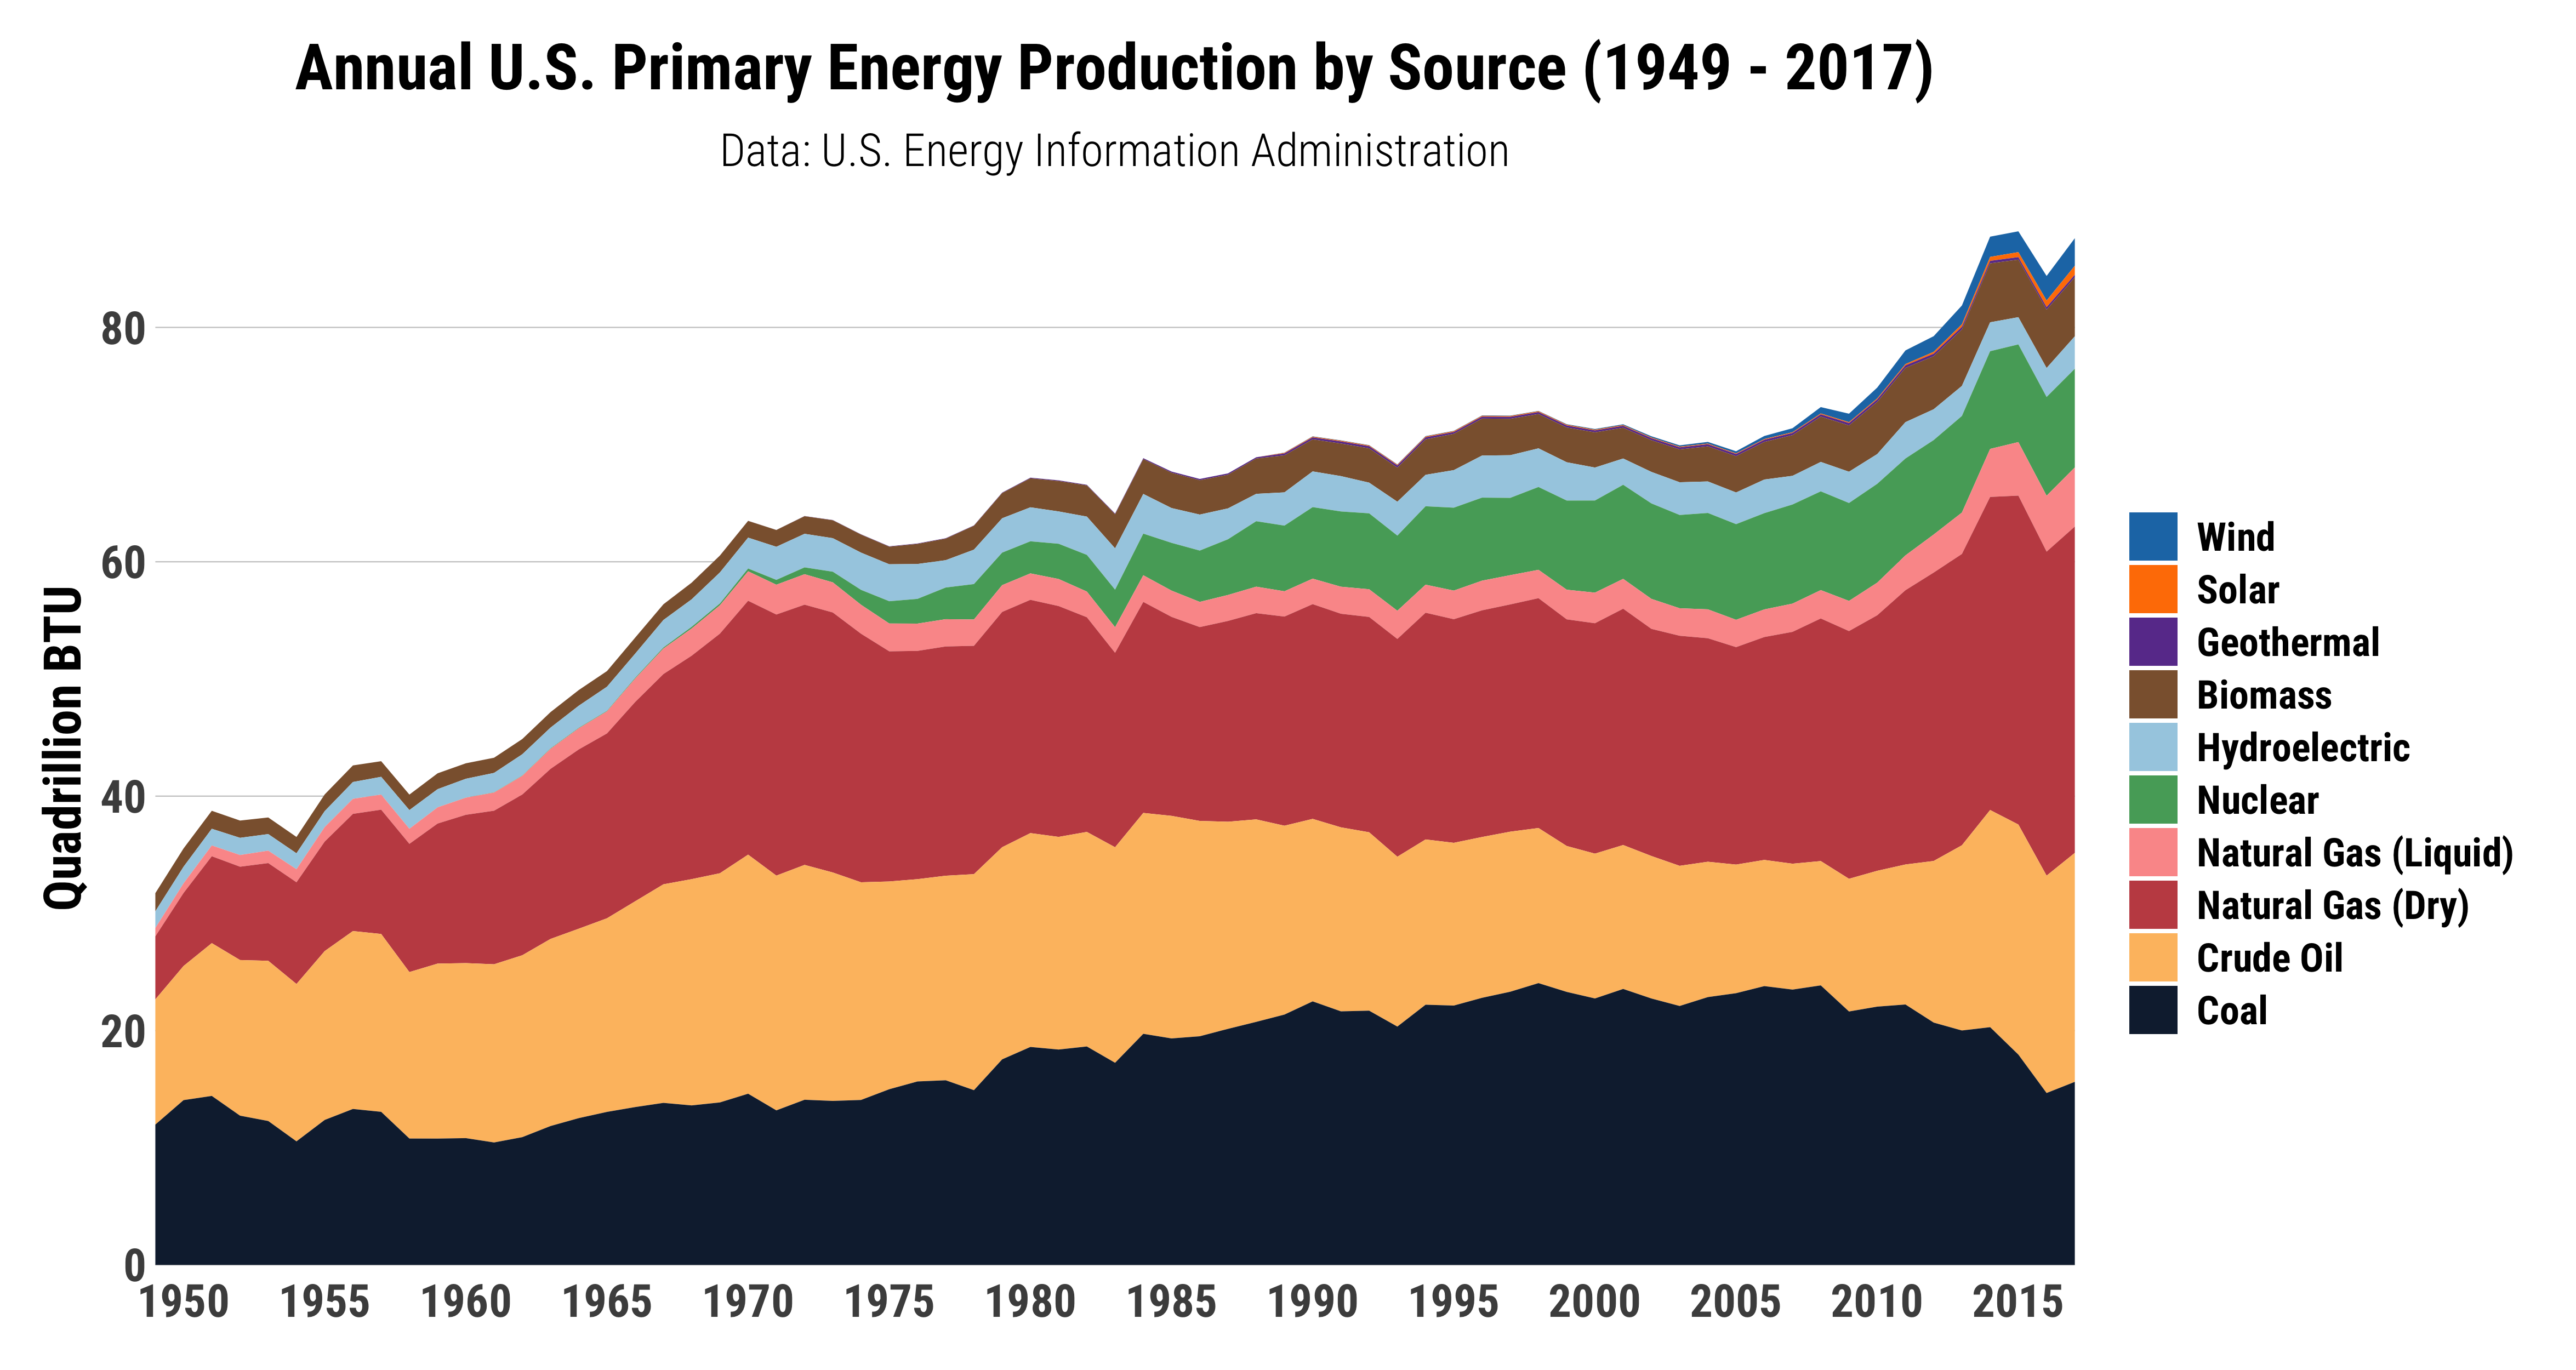 Annual U.S. Primary Energy Production by Source (1949 - 2017)
Data: U.S. Energy Information Administration
Quadrillion BTU
80
60
40
20
0
1950 1955 1960 1965 1970 1975 1980 1985 1990 1995 2000 2005 2010 2015
Wind
Solar
Geothermal
Biomass
Hydroelectric
Nuclear
Natural Gas (Liquid)
Natural Gas (Dry)
Crude Oil
Coal